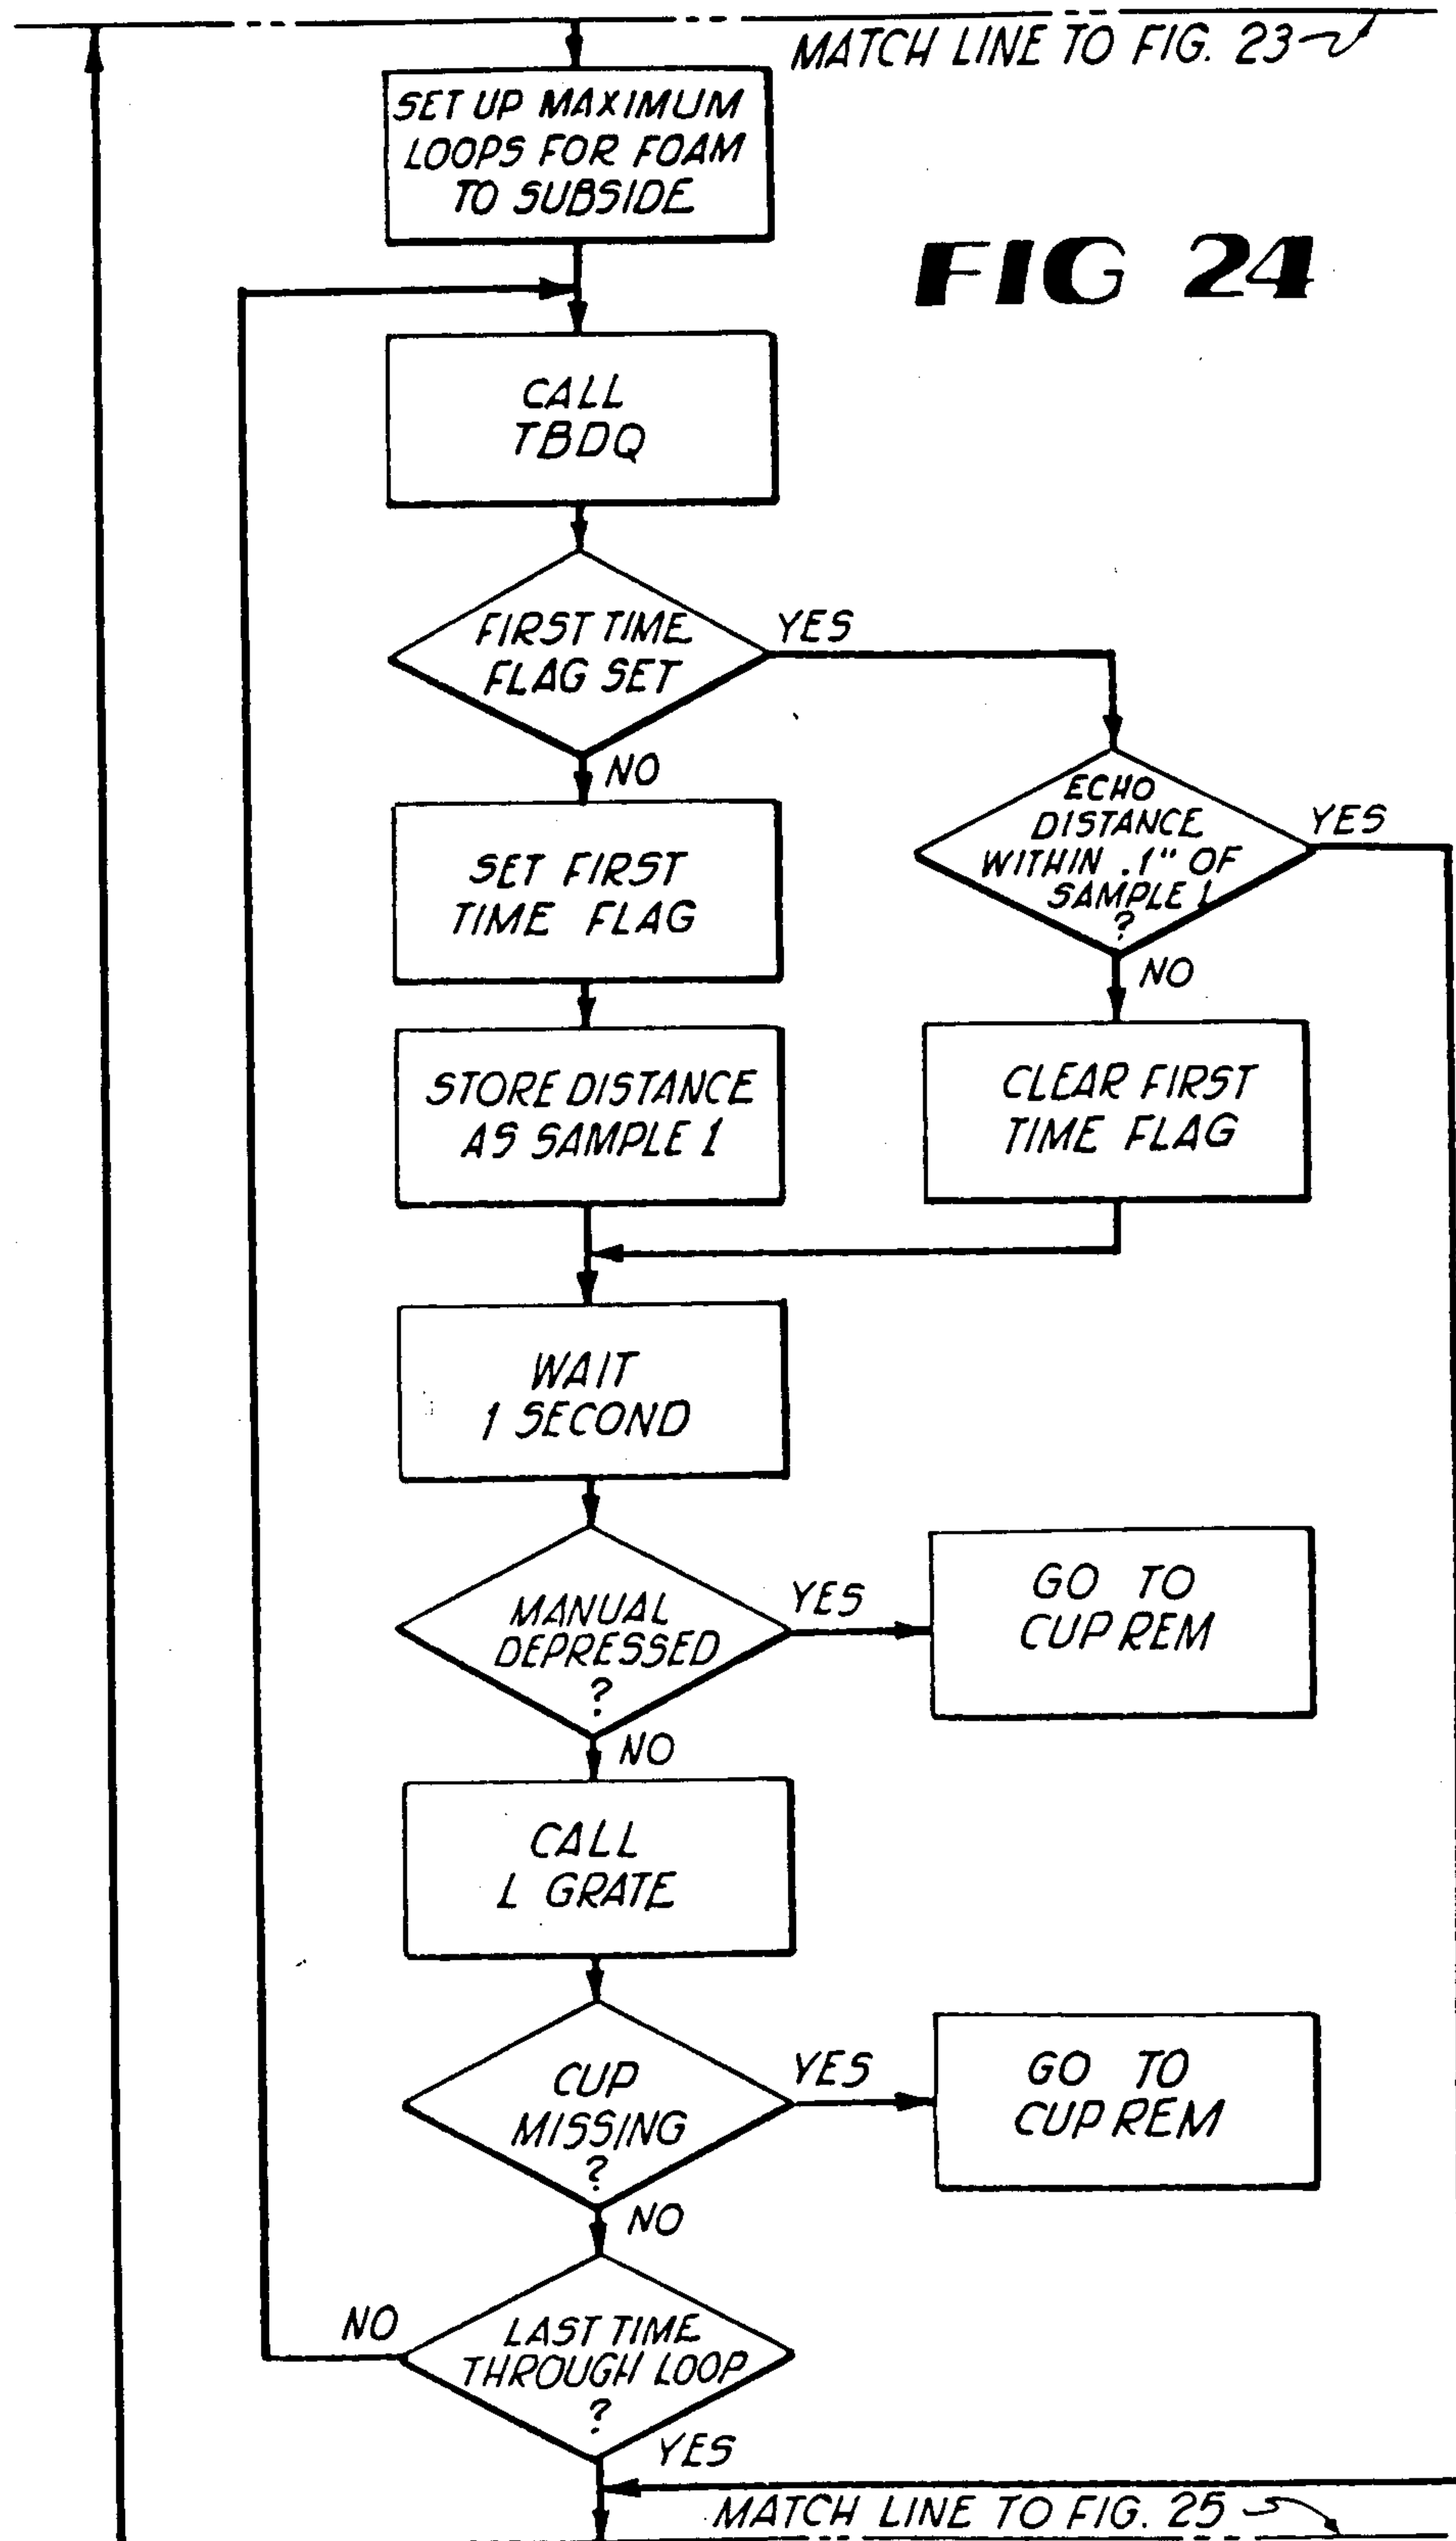 MATCH LINE TO FIG. 23
SET UP MAXIMUM
LOOPS FOR FOAM
TO SUBSIDE
FIG 24
CALL
TBDQ
FIRST TIME
FLAG SET
YES
NO
ECHO
DISTANCE
WITHIN .1" OF
SAMPLE 1
?
YES
NO
SET FIRST
TIME FLAG
STORE DISTANCE
AS SAMPLE 1
CLEAR FIRST
TIME FLAG
WAIT
1 SECOND
MANUAL
DEPRESSED
?
YES
GO TO
CUP REM
NO
CALL
L GRATE
CUP
MISSING
?
YES
GO TO
CUP REM
NO
LAST TIME
THROUGH LOOP
?
NO
YES
MATCH LINE TO FIG. 25